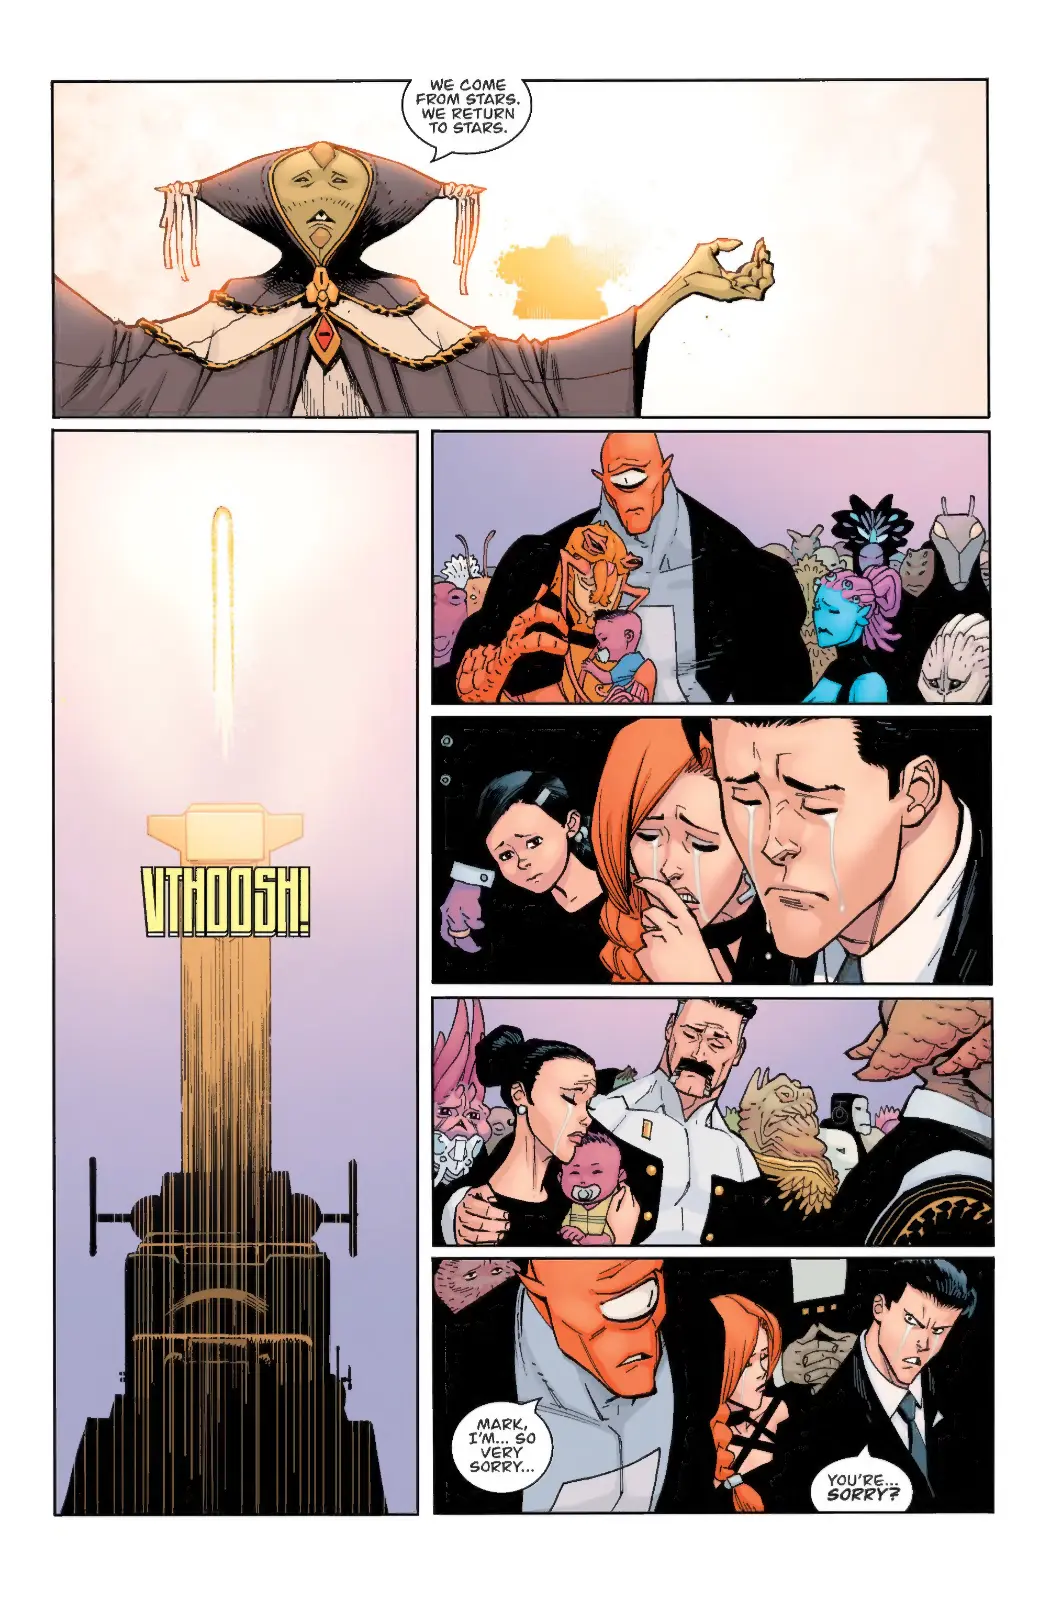 WE COME
FROM STARS.
WE RETURN
TO STARS.
VTHOOSH!
MARK,
I'M... SO
VERY
SORRY...
YOU'RE...
SORRY?